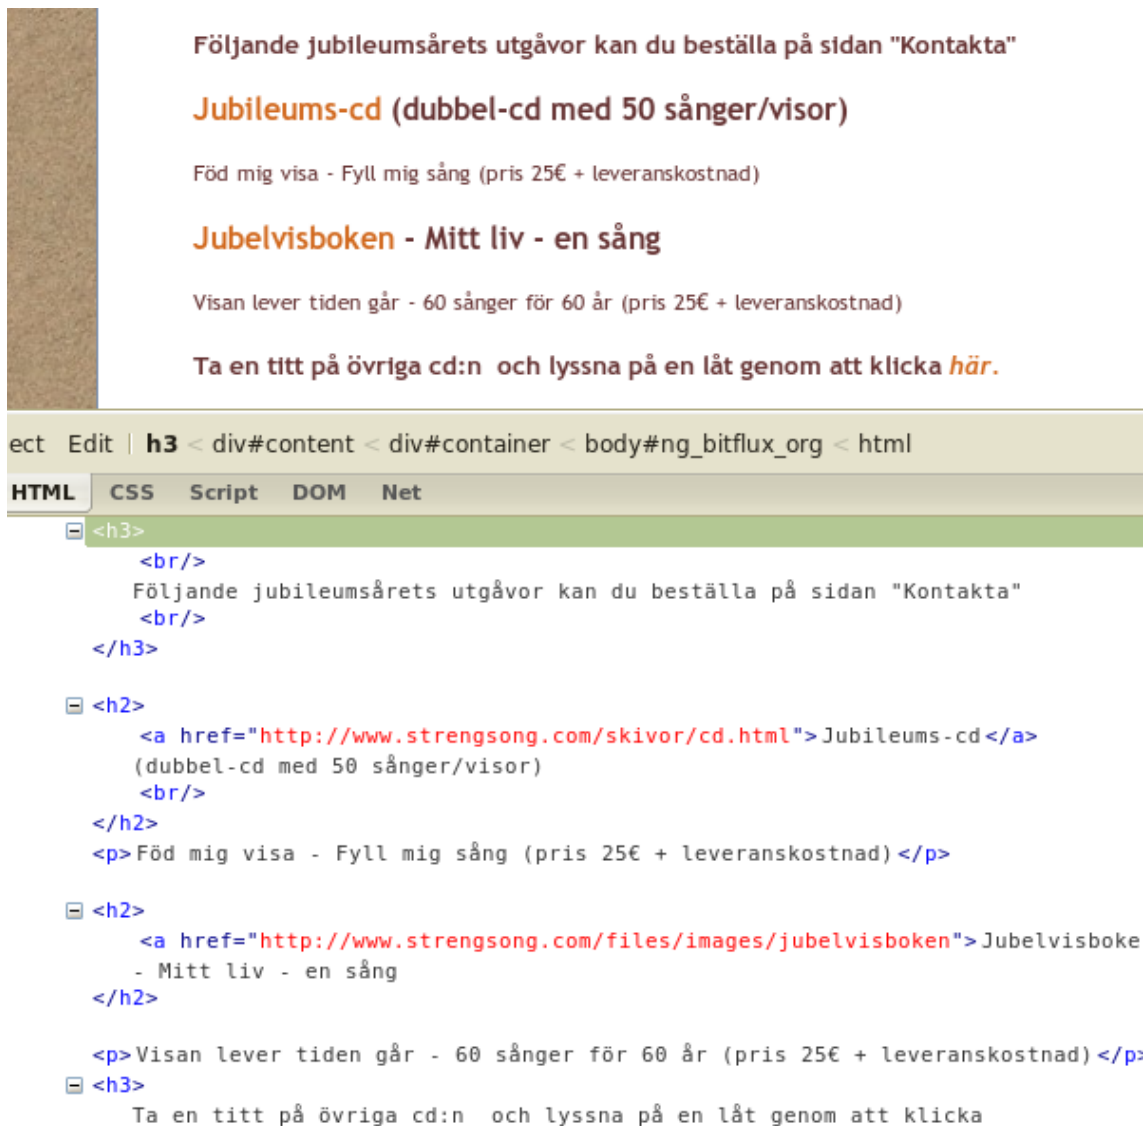 Följande jubileumsårets utgåvor kan du beställa på sidan "Kontakta"
Jubileums-cd (dubbel-cd med 50 sånger/visor)
Föd mig visa - Fyll mig sång (pris 25€ + leveranskostnad)
Jubelvisboken - Mitt liv - en sång
Visan lever tiden går - 60 sånger för 60 år (pris 25€ + leveranskostnad)
Ta en titt på övriga cd:n  och lyssna på en låt genom att klicka här.
ect Edit | h3 < div#content < div#container < body#ng_bitflux_org < html
HTML CSS Script DOM Net
<h3>
<br/>
Följande jubileumsårets utgåvor kan du beställa på sidan "Kontakta"
<br/>
</h3>
<h2>
<a href="http://www.strengsong.com/skivor/cd.html">Jubileums-cd</a>
(dubbel-cd med 50 sånger/visor)
<br/>
</h2>
<p>Föd mig visa - Fyll mig sång (pris 25€ + leveranskostnad)</p>
<h2>
<a href="http://www.strengsong.com/files/images/jubelvisboken">Jubelvisboke
- Mitt liv - en sång
</h2>
<p>Visan lever tiden går - 60 sånger för 60 år (pris 25€ + leveranskostnad)</p>
<h3>
Ta en titt på övriga cd:n  och lyssna på en låt genom att klicka